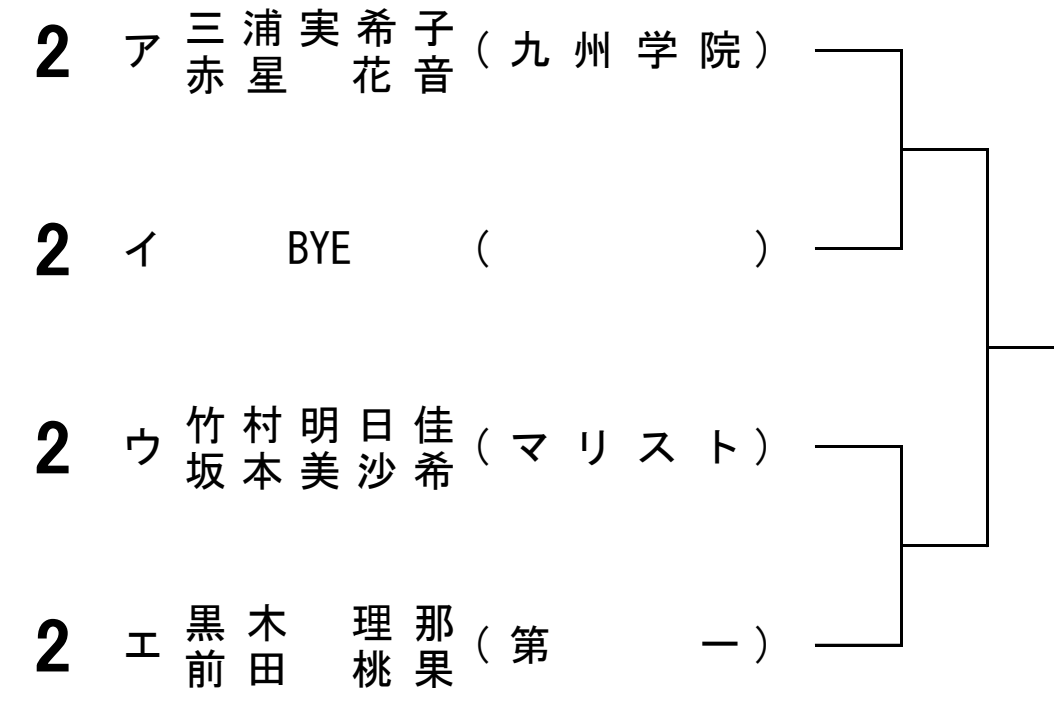 2 ア 三浦実希子 (九州学院)
赤星 花音
2 イ BYE ( )
2 ウ 竹村明日佳 (マリスト)
坂本美沙希
2 エ 黒木 理那 (第 一)
前田 桃果